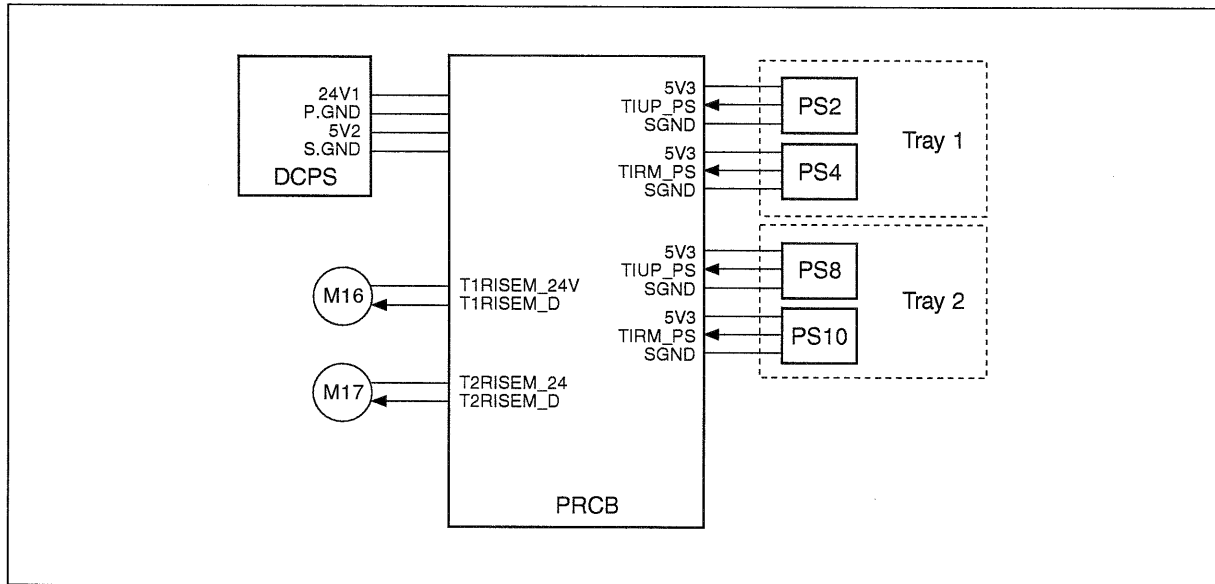 24V1
P.GND
5V2
S.GND
DCPS
M16
T1RISEM_24V
T1RISEM_D
M17
T2RISEM_24
T2RISEM_D
PRCB
5V3
TIUP_PS
SGND
PS2
5V3
TIRM_PS
SGND
PS4
Tray 1
5V3
TIUP_PS
SGND
PS8
5V3
TIRM_PS
SGND
PS10
Tray 2